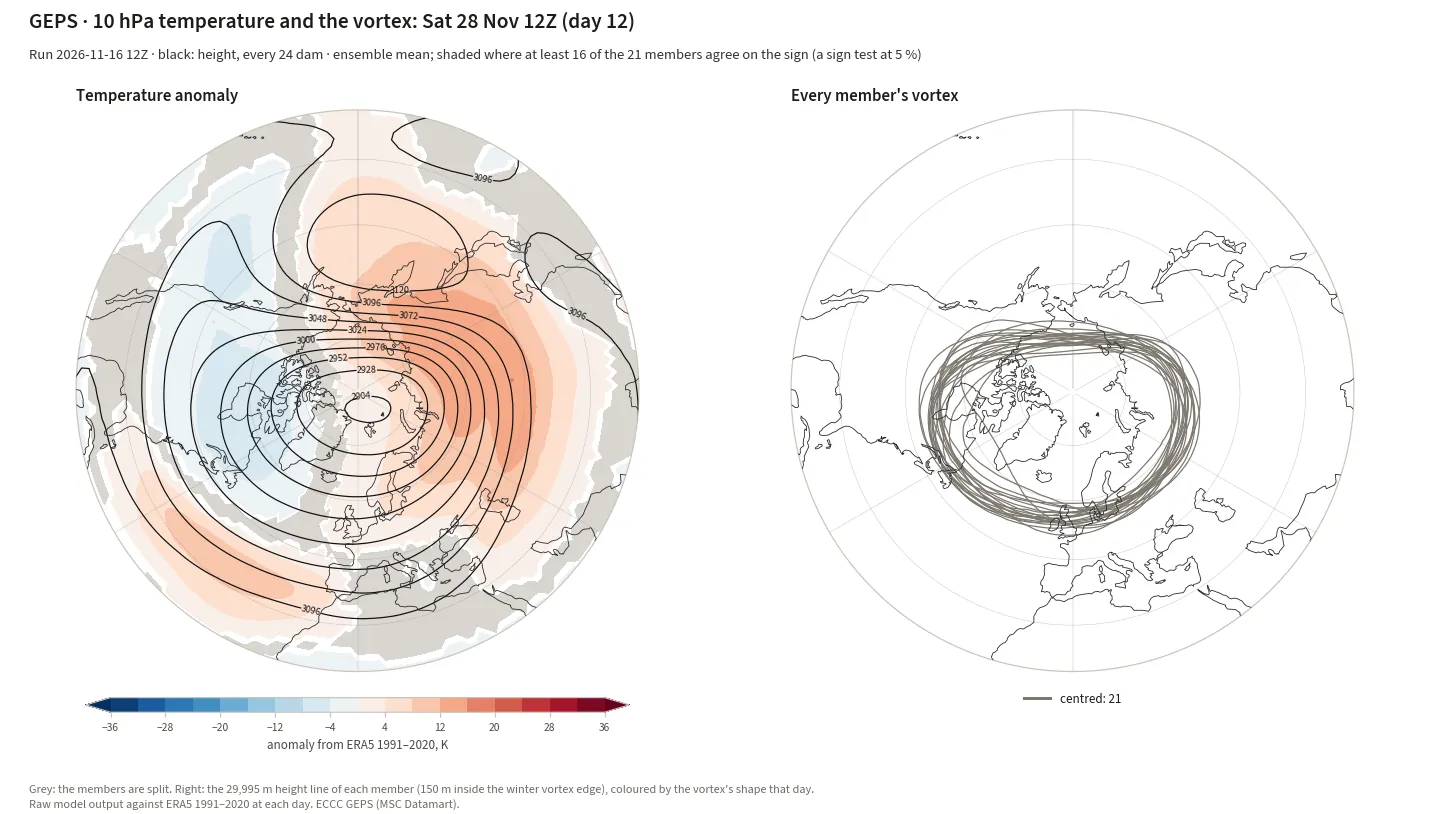 GEPS · 10 hPa temperature and the vortex: Sat 28 Nov 12Z (day 12)
Run 2026-11-16 12Z · black: height, every 24 dam · ensemble mean; shaded where at least 16 of the 21 members agree on the sign (a sign test at 5 %)
Temperature anomaly
Every member's vortex
3096
3120
3096
3072
3096
3048
3024
3000
2976
2952
2928
2904
3096
−36 −28 −20 −12 −4 4 12 20 28 36
anomaly from ERA5 1991–2020, K
centred: 21
Grey: the members are split. Right: the 29,995 m height line of each member (150 m inside the winter vortex edge), coloured by the vortex's shape that day.
Raw model output against ERA5 1991–2020 at each day. ECCC GEPS (MSC Datamart).